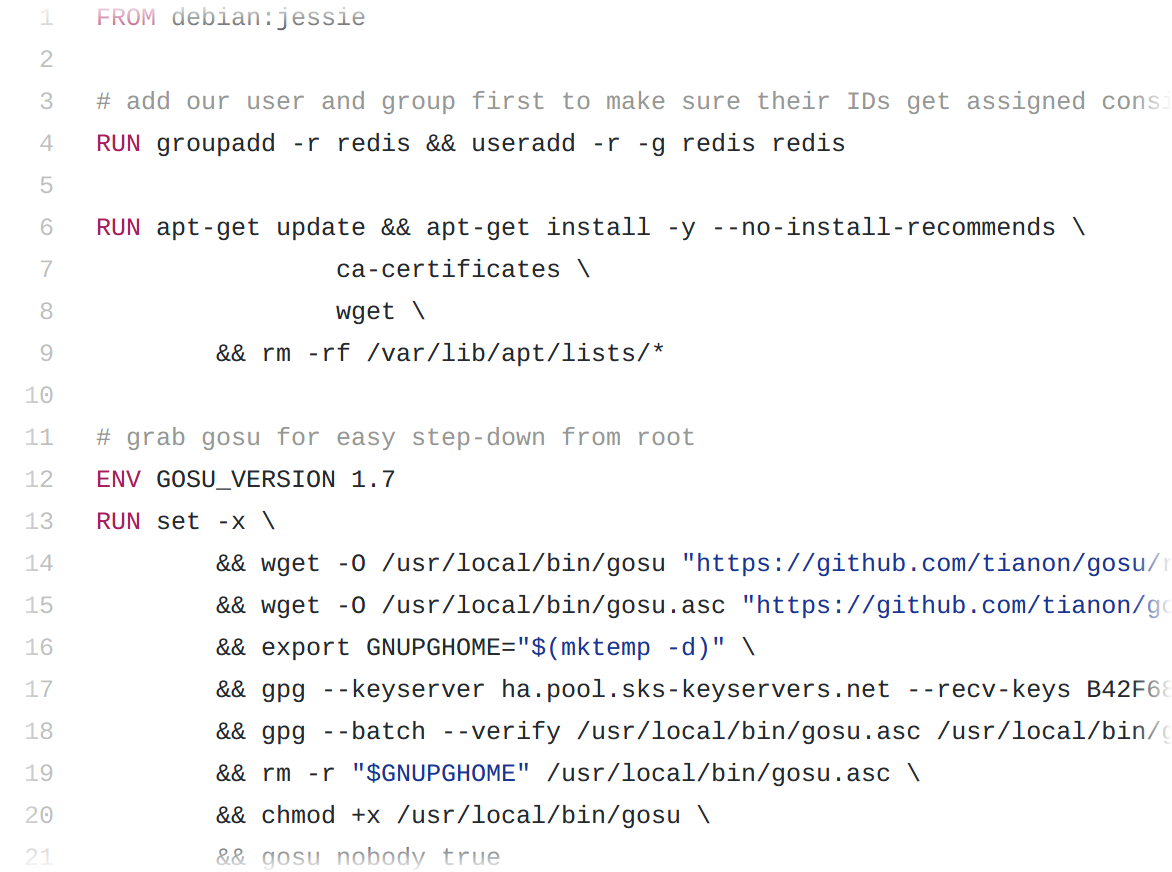 1 FROM debian:jessie
2
3 # add our user and group first to make sure their IDs get assigned
4 RUN groupadd -r redis && useradd -r -g redis redis
5
6 RUN apt-get update && apt-get install -y --no-install-recommends \
7 ca-certificates \
8 wget \
9 && rm -rf /var/lib/apt/lists/*
10
11 # grab gosu for easy step-down from root
12 ENV GOSU_VERSION 1.7
13 RUN set -x \
14 && wget -O /usr/local/bin/gosu "https://github.com/tianon/gosu/
15 && wget -O /usr/local/bin/gosu.asc "https://github.com/tianon/
16 && export GNUPGHOME="$(mktemp -d)" \
17 && gpg --keyserver ha.pool.sks-keyservers.net --recv-keys B42F68
18 && gpg --batch --verify /usr/local/bin/gosu.asc /usr/local/bin/
19 && rm -r "$GNUPGHOME" /usr/local/bin/gosu.asc \
20 && chmod +x /usr/local/bin/gosu \
21 && gosu nobody true